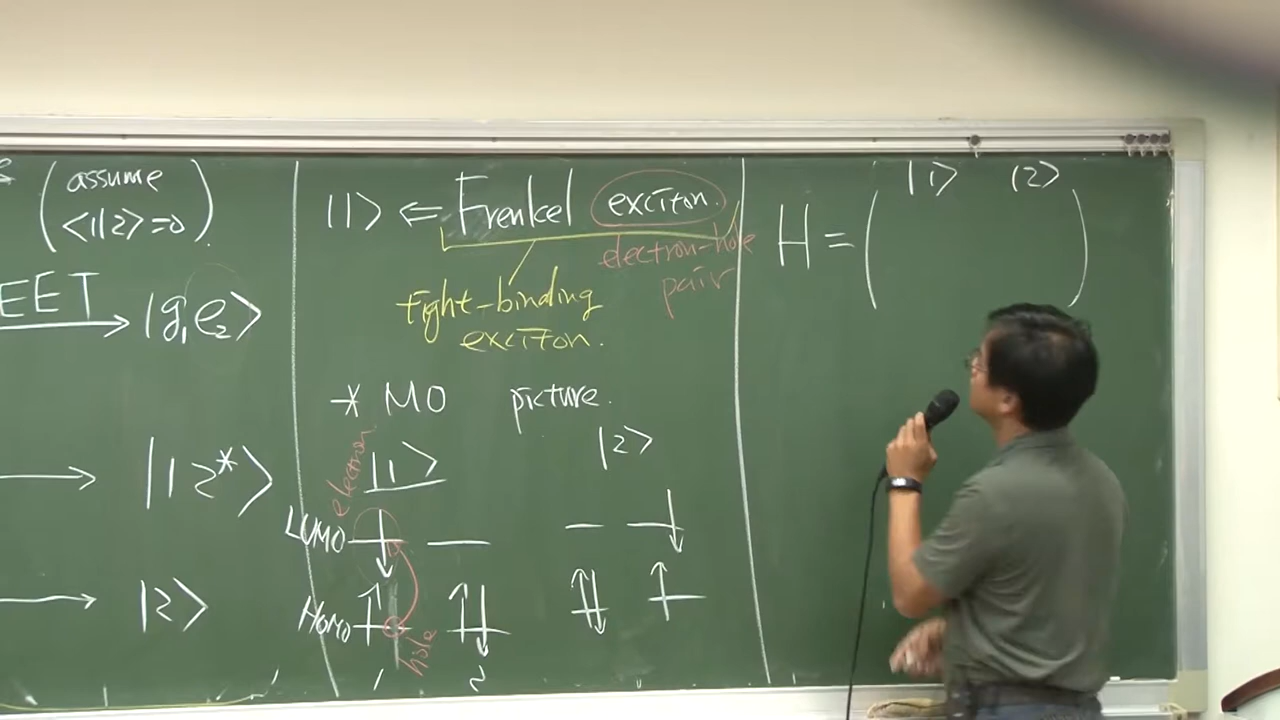 (assume
<1|2>=0).
EET
|g₁e₂>
|12*>
|2>
|1> ⇐ Frenkel exciton.
electron-hole
pair
tight-binding
exciton.
* MO picture.
electron
|1> |2>
LUMO
HOMO
hole
1 2
|1> |2>
H = ( )